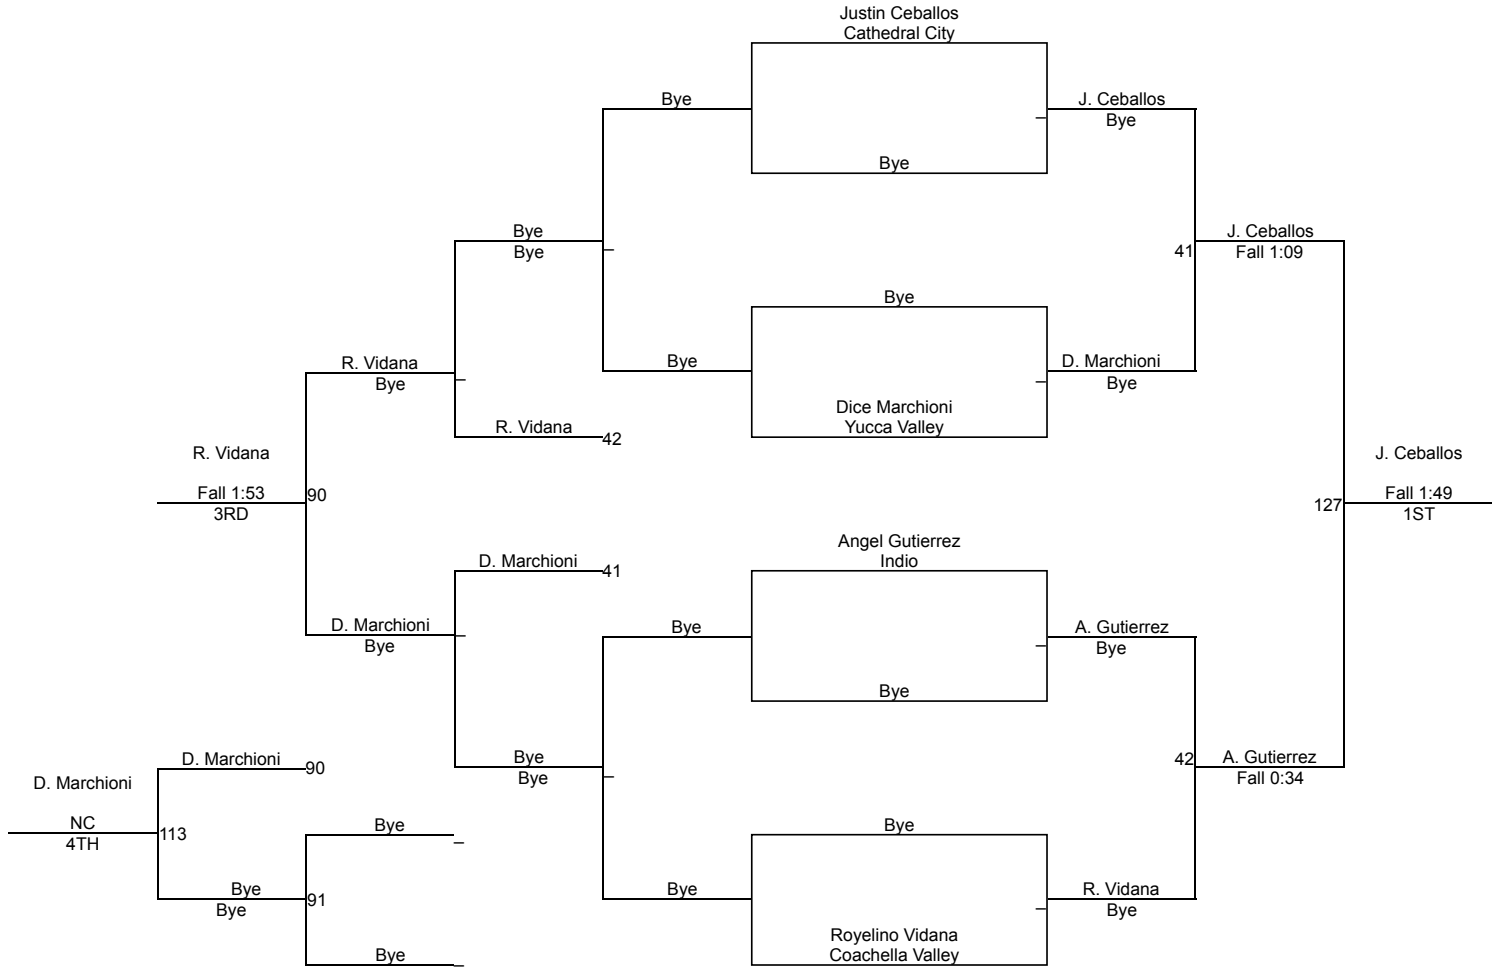 Justin Ceballos
Cathedral City
Bye
J. Ceballos
Bye
Bye
Bye
Bye
J. Ceballos
41
Fall 1:09
Bye
Bye
R. Vidana
Bye
D. Marchioni
Bye
Dice Marchioni
Yucca Valley
R. Vidana
42
R. Vidana
J. Ceballos
Fall 1:53
90
3RD
Fall 1:49
127
1ST
Angel Gutierrez
Indio
D. Marchioni
41
D. Marchioni
Bye
Bye
A. Gutierrez
Bye
Bye
D. Marchioni
90
Bye
Bye
42
A. Gutierrez
Fall 0:34
D. Marchioni
NC
113
4TH
Bye
Bye
Bye
Bye
91
Bye
R. Vidana
Bye
Royelino Vidana
Coachella Valley
Bye